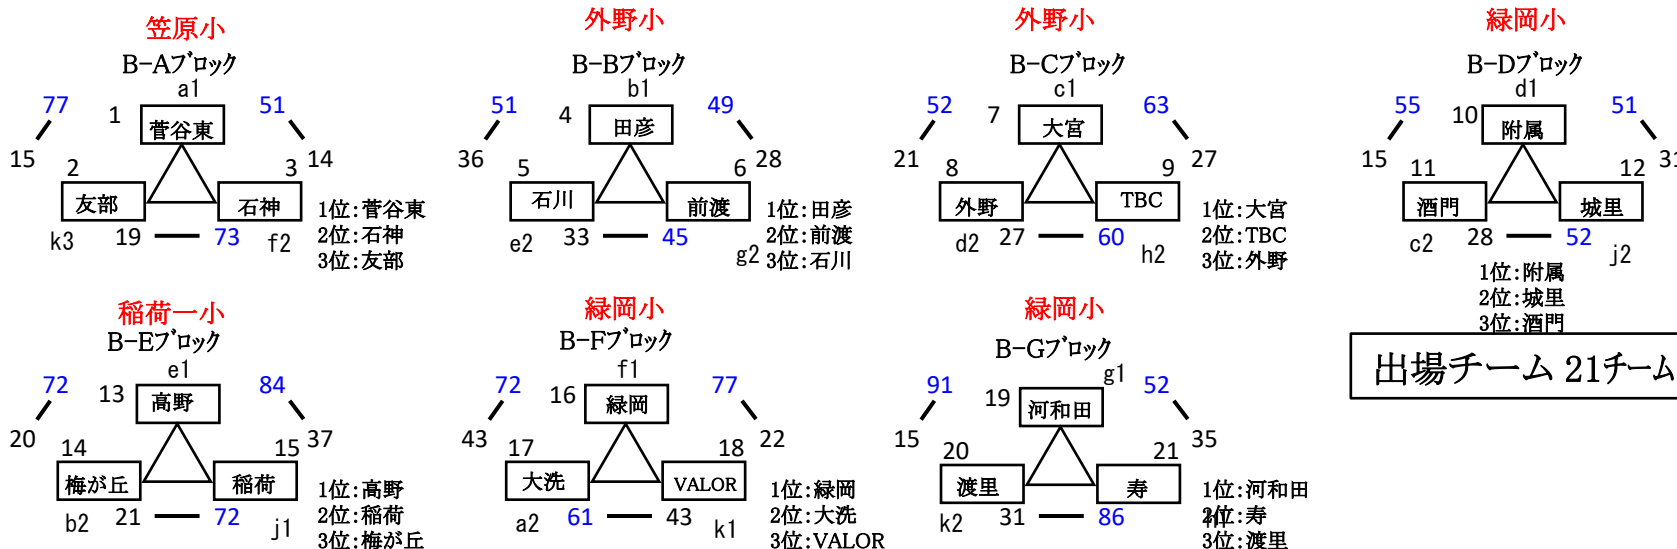 笠原小
B-Aブロック
a1
77
1
菅谷東
51
15
14
2
友部
3
石神
k3
19
73
f2
1位:菅谷東
2位:石神
3位:友部
外野小
B-Bブロック
b1
51
4
田彦
49
36
28
5
石川
6
前渡
e2
33
45
g2
1位:田彦
2位:前渡
3位:石川
外野小
B-Cブロック
c1
52
7
大宮
63
21
27
8
外野
9
TBC
d2
27
60
h2
1位:大宮
2位:TBC
3位:外野
緑岡小
B-Dブロック
d1
55
10
附属
51
15
31
11
酒門
12
城里
c2
28
52
j2
1位:附属
2位:城里
3位:酒門
稲荷一小
B-Eブロック
e1
72
13
高野
84
20
37
14
梅が丘
15
稲荷
b2
21
72
j1
1位:高野
2位:稲荷
3位:梅が丘
緑岡小
B-Fブロック
f1
72
16
緑岡
77
43
22
17
大洗
18
VALOR
a2
61
43
k1
1位:緑岡
2位:大洗
3位:VALOR
緑岡小
B-Gブロック
g1
91
19
河和田
52
15
35
20
渡里
21
寿
k2
31
86
h1
1位:河和田
2位:寿
3位:渡里
出場チーム 21チーム